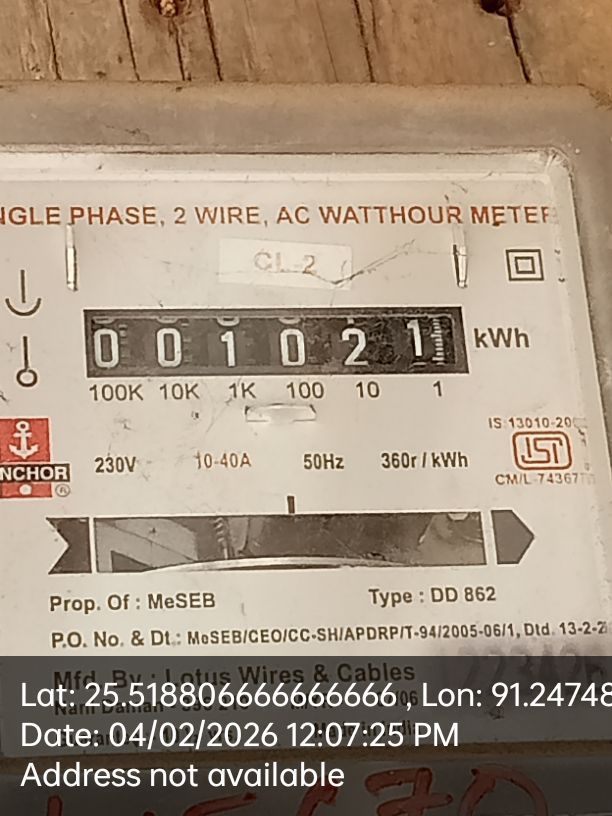 NGLE PHASE, 2 WIRE, AC WATTHOUR METER
CL-2
0 0 1 0 2 1 kWh
100K 10K 1K 100 10 1
IS:13010-20
ISI
CM/L-74367
ANCHOR ®
230V 10-40A 50Hz 360r / kWh
Prop. Of : MeSEB Type : DD 862
P.O. No. & Dt.: MeSEB/CEO/CC-SH/APDRP/T-94/2005-06/1, Dtd. 13-2-2
Mfd. By : Lotus Wires & Cables
Lat: 25.518806666666666 , Lon: 91.24748
Date: 04/02/2026 12:07:25 PM
Address not available